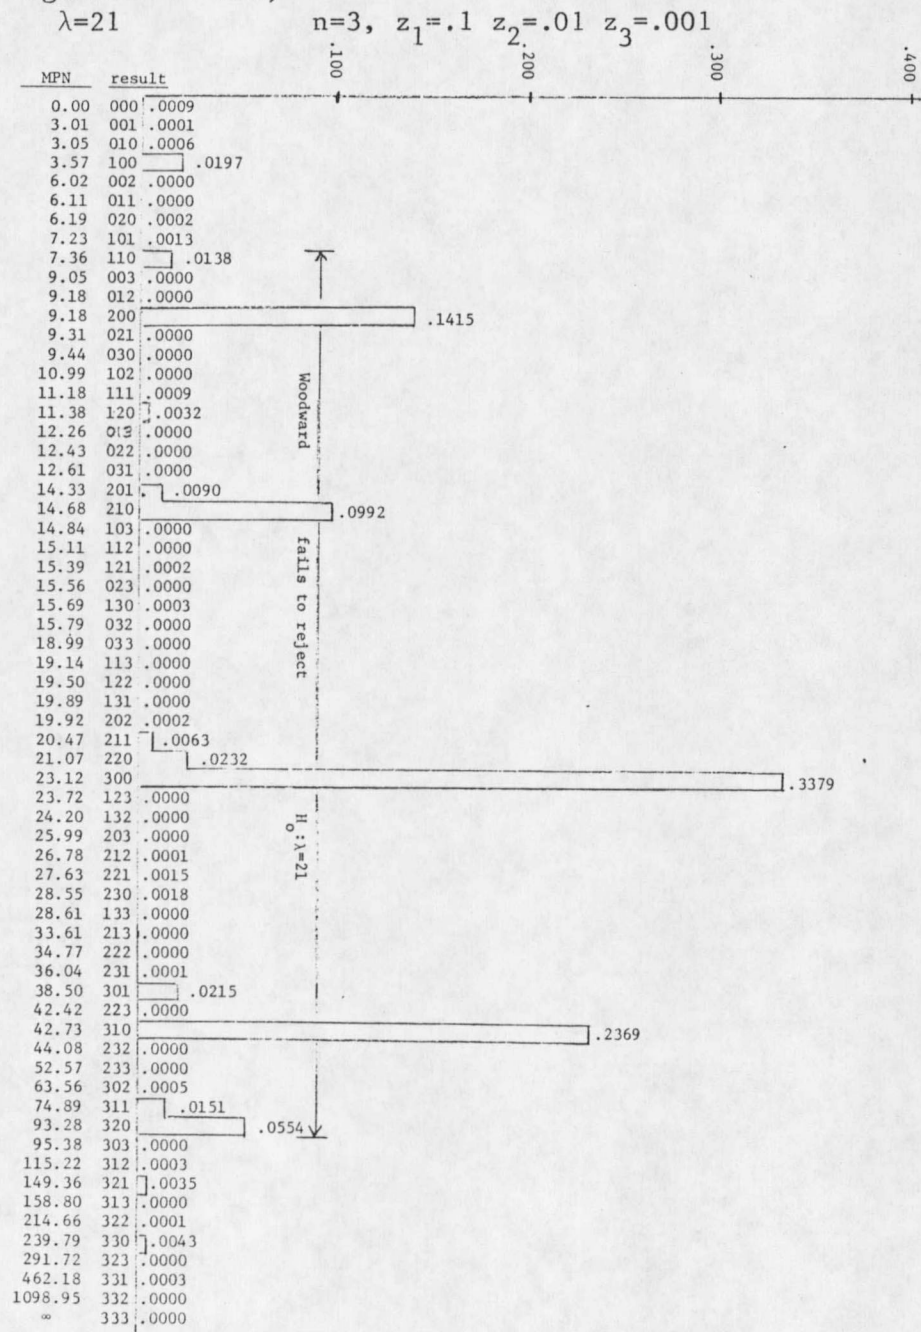 λ=21 n=3, z1=.1 z2=.01 z3=.001
.100 .200 .300 .400
MPN result
0.00 000 .0009
3.01 001 .0001
3.05 010 .0006
3.57 100 .0197
6.02 002 .0000
6.11 011 .0000
6.19 020 .0002
7.23 101 .0013
7.36 110 .0138
9.05 003 .0000
9.18 012 .0000
9.18 200 .1415
9.31 021 .0000
9.44 030 .0000
10.99 102 .0000
11.18 111 .0009
11.38 120 .0032
12.26 013 .0000
12.43 022 .0000
12.61 031 .0000
14.33 201 .0090
14.68 210 .0992
14.84 103 .0000
15.11 112 .0000
15.39 121 .0002
15.56 023 .0000
15.69 130 .0003
15.79 032 .0000
18.99 033 .0000
19.14 113 .0000
19.50 122 .0000
19.89 131 .0000
19.92 202 .0002
20.47 211 .0063
21.07 220 .0232
23.12 300 .3379
23.72 123 .0000
24.20 132 .0000
25.99 203 .0000
26.78 212 .0001
27.63 221 .0015
28.55 230 .0018
28.61 133 .0000
33.61 213 .0000
34.77 222 .0000
36.04 231 .0001
38.50 301 .0215
42.42 223 .0000
42.73 310 .2369
44.08 232 .0000
52.57 233 .0000
63.56 302 .0005
74.89 311 .0151
93.28 320 .0554
95.38 303 .0000
115.22 312 .0003
149.36 321 .0035
158.80 313 .0000
214.66 322 .0001
239.79 330 .0043
291.72 323 .0000
462.18 331 .0003
1098.95 332 .0000
∞ 333 .0000
Woodward fails to reject Ho:λ=21